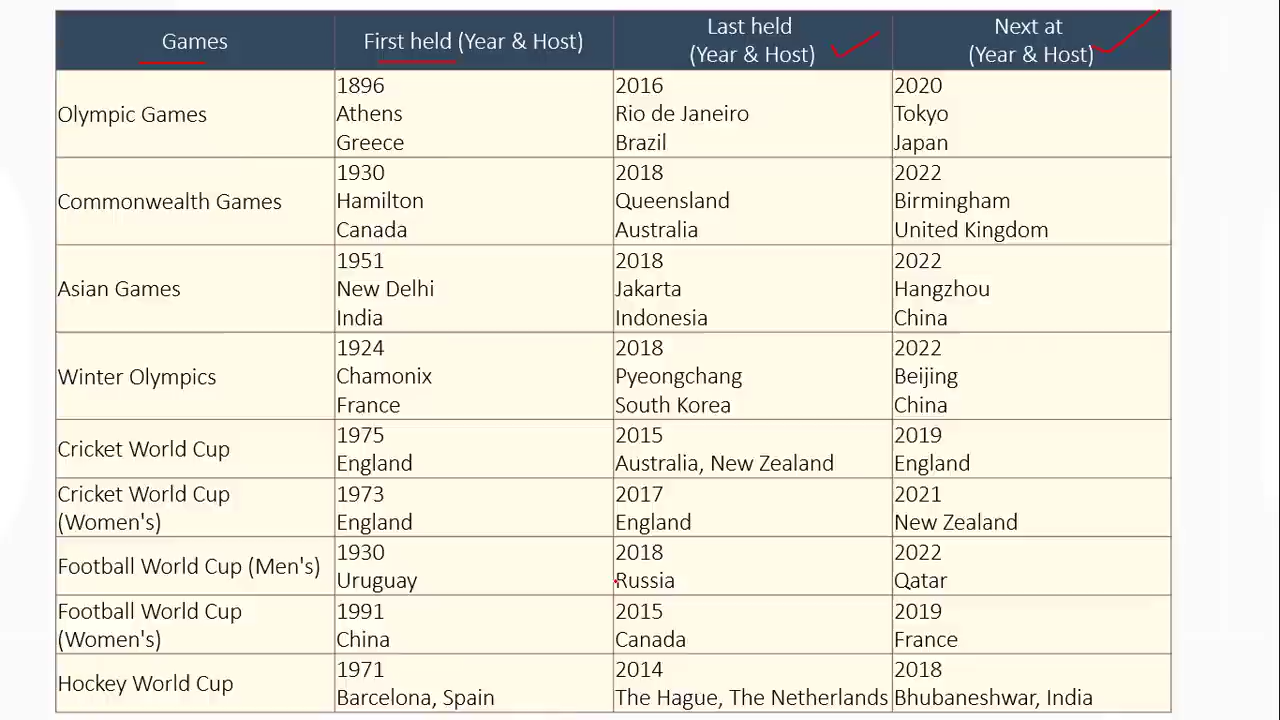 Games
First held (Year & Host)
Last held
(Year & Host)
Next at
(Year & Host)
Olympic Games
1896
Athens
Greece
2016
Rio de Janeiro
Brazil
2020
Tokyo
Japan
Commonwealth Games
1930
Hamilton
Canada
2018
Queensland
Australia
2022
Birmingham
United Kingdom
Asian Games
1951
New Delhi
India
2018
Jakarta
Indonesia
2022
Hangzhou
China
Winter Olympics
1924
Chamonix
France
2018
Pyeongchang
South Korea
2022
Beijing
China
Cricket World Cup
1975
England
2015
Australia, New Zealand
2019
England
Cricket World Cup
(Women's)
1973
England
2017
England
2021
New Zealand
Football World Cup (Men's)
1930
Uruguay
2018
Russia
2022
Qatar
Football World Cup
(Women's)
1991
China
2015
Canada
2019
France
Hockey World Cup
1971
Barcelona, Spain
2014
The Hague, The Netherlands
2018
Bhubaneshwar, India